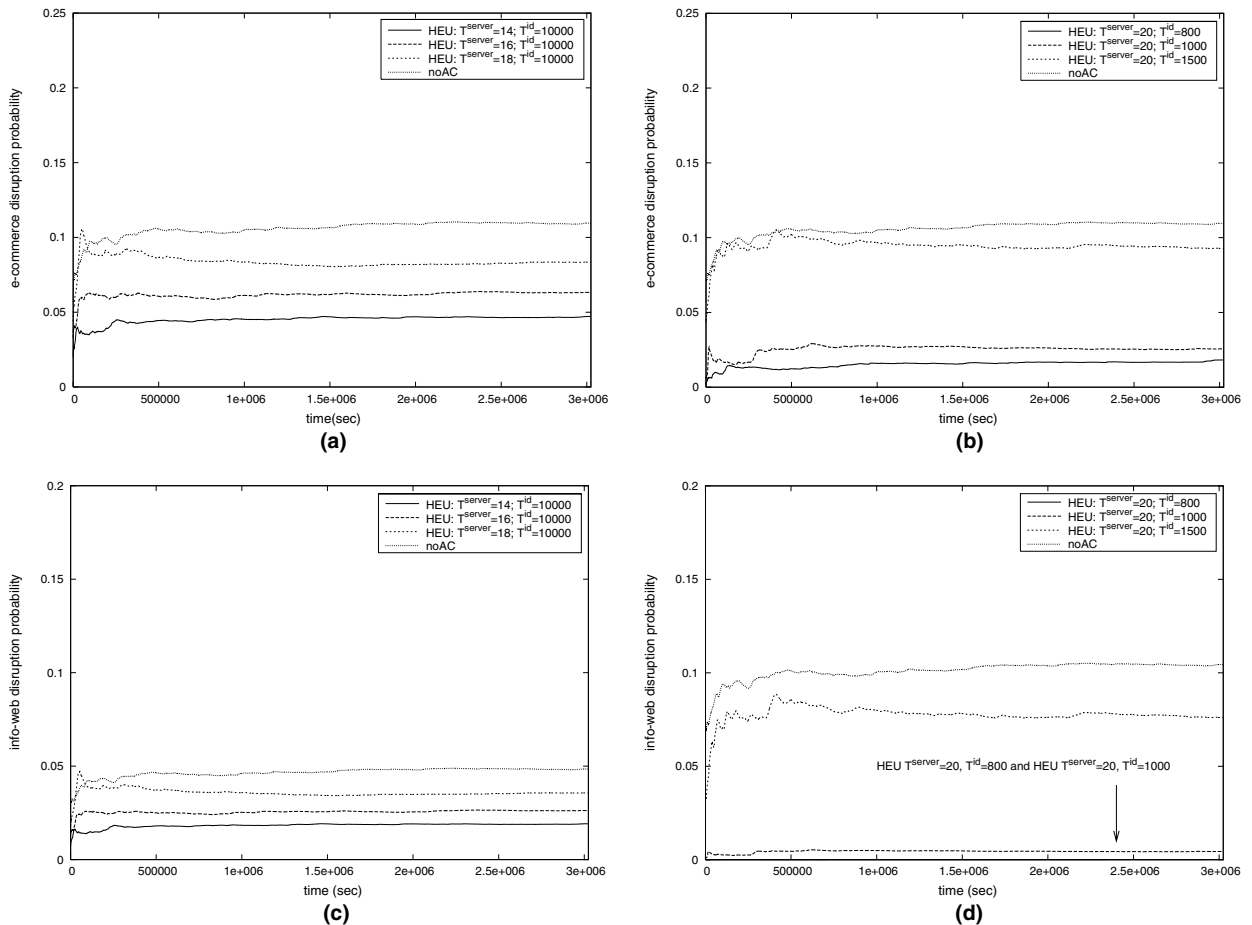 0.25
0.2
0.15
0.1
0.05
0
e-commerce disruption probability
HEU: T^server=14; T^id=10000
HEU: T^server=16; T^id=10000
HEU: T^server=18; T^id=10000
noAC
0 500000 1e+006 1.5e+006 2e+006 2.5e+006 3e+006
time(sec)
(a)
0.25
0.2
0.15
0.1
0.05
0
e-commerce disruption probability
HEU: T^server=20; T^id=800
HEU: T^server=20; T^id=1000
HEU: T^server=20; T^id=1500
noAC
0 500000 1e+006 1.5e+006 2e+006 2.5e+006 3e+006
time (sec)
(b)
0.2
0.15
0.1
0.05
0
info-web disruption probability
HEU: T^server=14; T^id=10000
HEU: T^server=16; T^id=10000
HEU: T^server=18; T^id=10000
noAC
0 500000 1e+006 1.5e+006 2e+006 2.5e+006 3e+006
time (sec)
(c)
0.2
0.15
0.1
0.05
0
info-web disruption probability
HEU: T^server=20; T^id=800
HEU: T^server=20; T^id=1000
HEU: T^server=20; T^id=1500
noAC
HEU T^server=20, T^id=800 and HEU T^server=20, T^id=1000
0 500000 1e+006 1.5e+006 2e+006 2.5e+006 3e+006
time (sec)
(d)